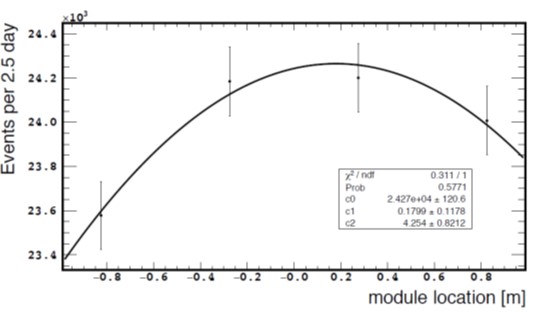 ×10³
24.4
24.2
24.0
23.8
23.6
23.4
Events per 2.5 day
χ² / ndf 0.311 / 1
Prob 0.5771
c0 2.427e+04 ± 120.6
c1 0.1799 ± 0.1178
c2 4.254 ± 0.8212
−0.8 −0.6 −0.4 −0.2 −0.0 0.2 0.4 0.6 0.8
module location [m]